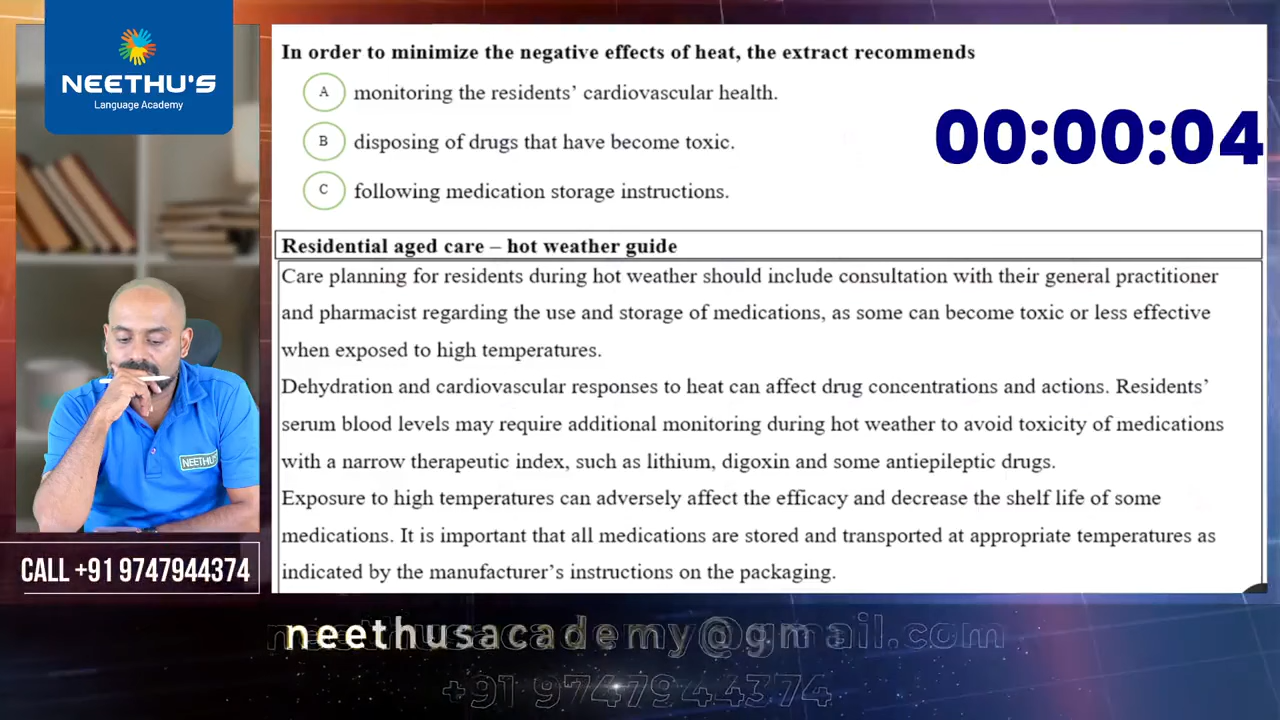 NEETHU'S
Language Academy
In order to minimize the negative effects of heat, the extract recommends
A monitoring the residents' cardiovascular health.
B disposing of drugs that have become toxic.
C following medication storage instructions.
00:00:04
Residential aged care – hot weather guide
Care planning for residents during hot weather should include consultation with their general practitioner
and pharmacist regarding the use and storage of medications, as some can become toxic or less effective
when exposed to high temperatures.
Dehydration and cardiovascular responses to heat can affect drug concentrations and actions. Residents'
serum blood levels may require additional monitoring during hot weather to avoid toxicity of medications
with a narrow therapeutic index, such as lithium, digoxin and some antiepileptic drugs.
Exposure to high temperatures can adversely affect the efficacy and decrease the shelf life of some
medications. It is important that all medications are stored and transported at appropriate temperatures as
indicated by the manufacturer's instructions on the packaging.
NEETHU'S
CALL +91 9747944374
neethusacademy@gmail.com
+91 9747944374